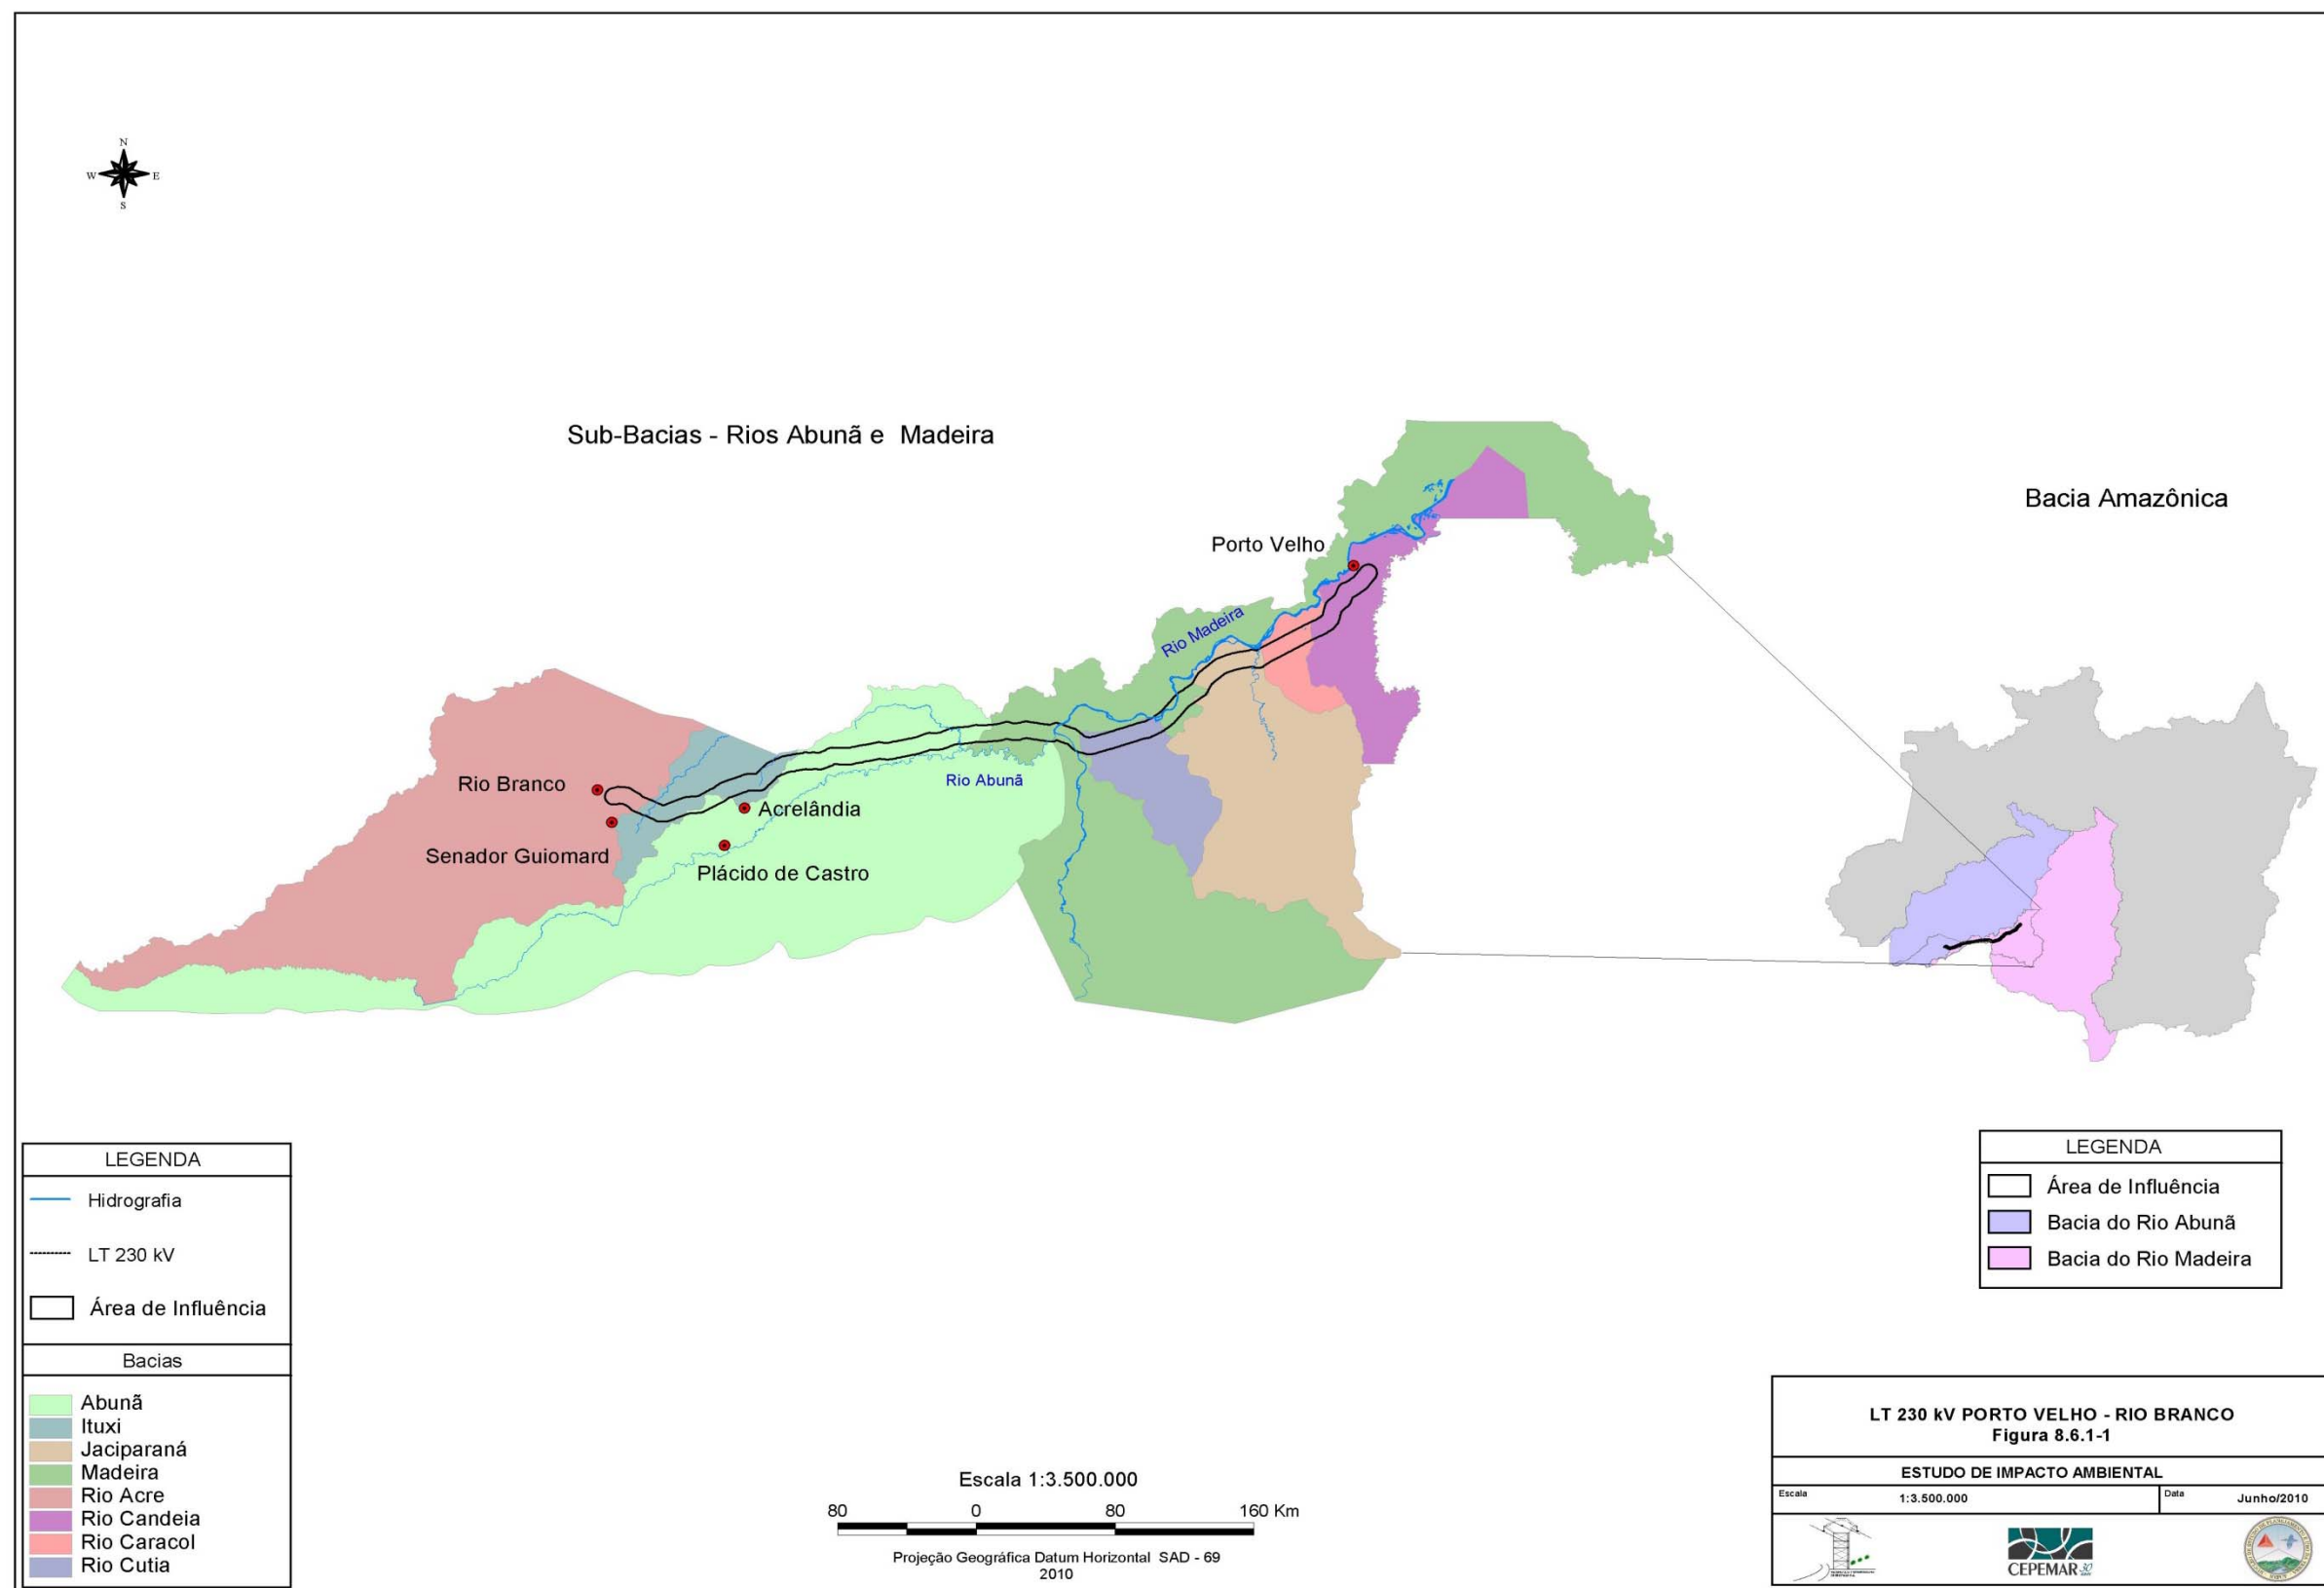 N
W
E
S
Sub-Bacias - Rios Abunã e Madeira
Bacia Amazônica
Porto Velho
Rio Madeira
Rio Branco
Rio Abunã
Acrelândia
Senador Guiomard
Plácido de Castro
LEGENDA
Hidrografia
LT 230 kV
Área de Influência
Bacias
Abunã
Ituxi
Jaciparaná
Madeira
Rio Acre
Rio Candeia
Rio Caracol
Rio Cutia
Escala 1:3.500.000
80 0 80 160 Km
Projeção Geográfica Datum Horizontal SAD - 69
2010
LEGENDA
Área de Influência
Bacia do Rio Abunã
Bacia do Rio Madeira
LT 230 kV PORTO VELHO - RIO BRANCO
Figura 8.6.1-1
ESTUDO DE IMPACTO AMBIENTAL
Escala 1:3.500.000 Data Junho/2010
CEPEMAR 30